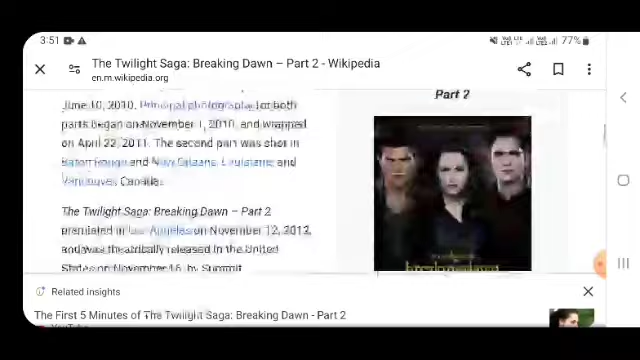 3:51
77%
The Twilight Saga: Breaking Dawn – Part 2 - Wikipedia
en.m.wikipedia.org
Part 2
June 10, 2010. Principal photography for both
parts began on November 1, 2010, and wrapped
on April 22, 2011. The second part was shot in
Baton Rouge and New Orleans, Louisiana, and
Vancouver, Canada.
The Twilight Saga: Breaking Dawn – Part 2
premiered in Los Angeles on November 12, 2012,
and was theatrically released in the United
States on November 16, by Summit
breaking dawn
Related insights
The First 5 Minutes of The Twilight Saga: Breaking Dawn - Part 2
YouTube